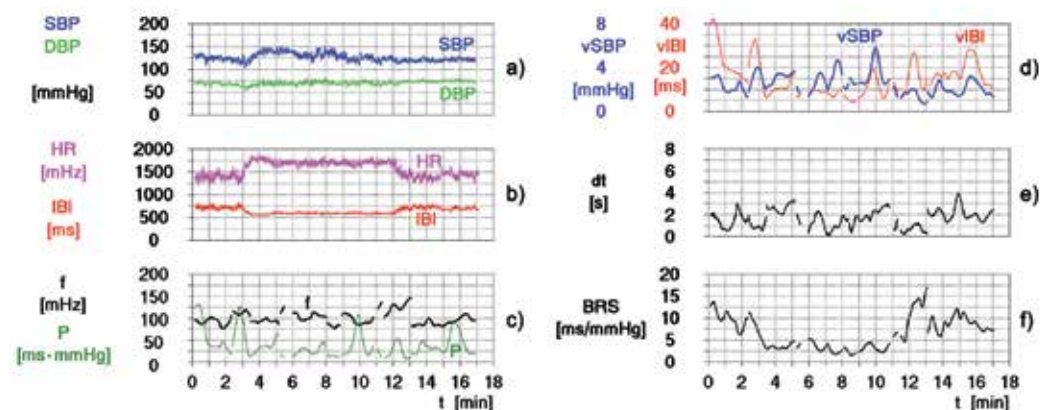 SBP
DBP
[mmHg]
200
150
100
50
0
SBP
DBP
a)
HR
[mHz]
IBI
[ms]
2000
1500
1000
500
0
HR
IBI
b)
f
[mHz]
P
[ms·mmHg]
200
150
100
50
0
f
P
c)
0 2 4 6 8 10 12 14 16 18
t [min]
8 40
vSBP vIBI
4 20
[mmHg] [ms]
0 0
vSBP
vIBI
d)
dt
[s]
8
6
4
2
0
e)
BRS
[ms/mmHg]
20
15
10
5
0
f)
0 2 4 6 8 10 12 14 16 18
t [min]